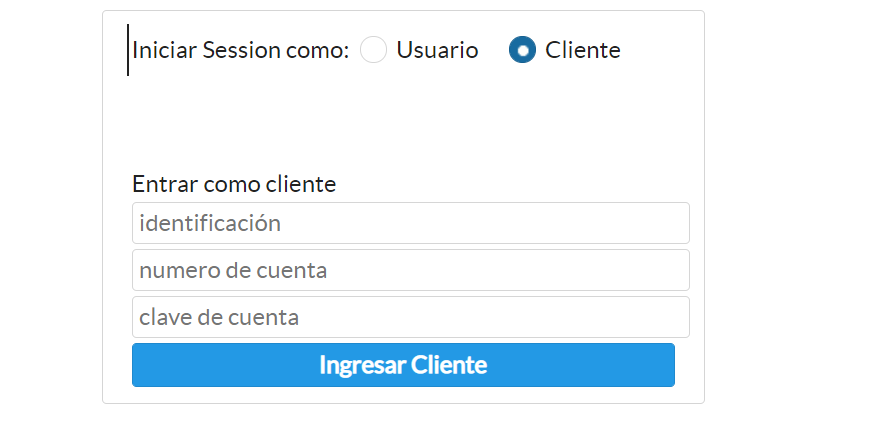 Iniciar Session como: Usuario Cliente
Entrar como cliente
identificación
numero de cuenta
clave de cuenta
Ingresar Cliente